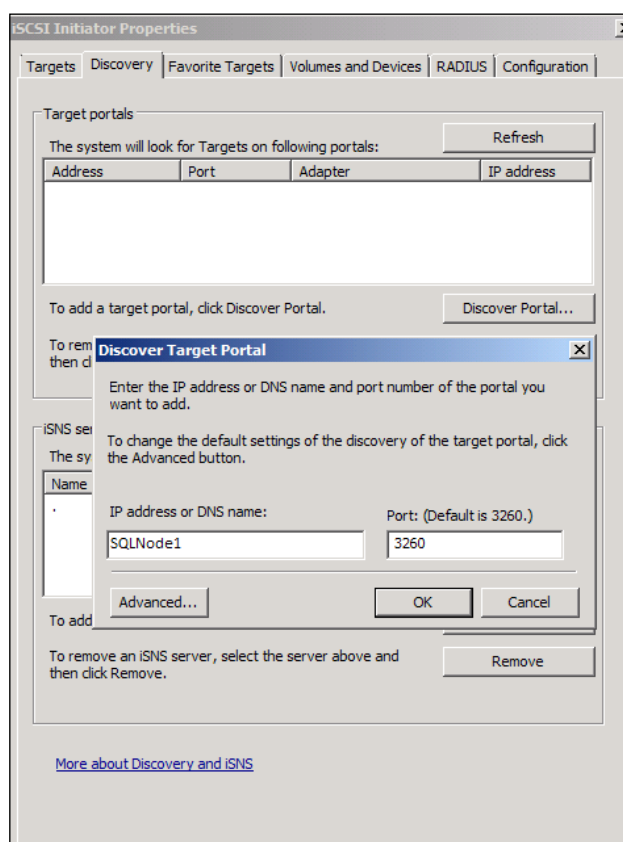 iSCSI Initiator Properties
Targets Discovery Favorite Targets Volumes and Devices RADIUS Configuration
Target portals
The system will look for Targets on following portals:
Refresh
Address Port Adapter IP address
To add a target portal, click Discover Portal.
Discover Portal...
To rem
then cl
Discover Target Portal
Enter the IP address or DNS name and port number of the portal you
want to add.
To change the default settings of the discovery of the target portal, click
the Advanced button.
IP address or DNS name:
Port: (Default is 3260.)
SQLNode1
3260
Advanced...
OK
Cancel
iSNS ser
The sy
Name
To add
To remove an iSNS server, select the server above and
then click Remove.
Remove
More about Discovery and iSNS